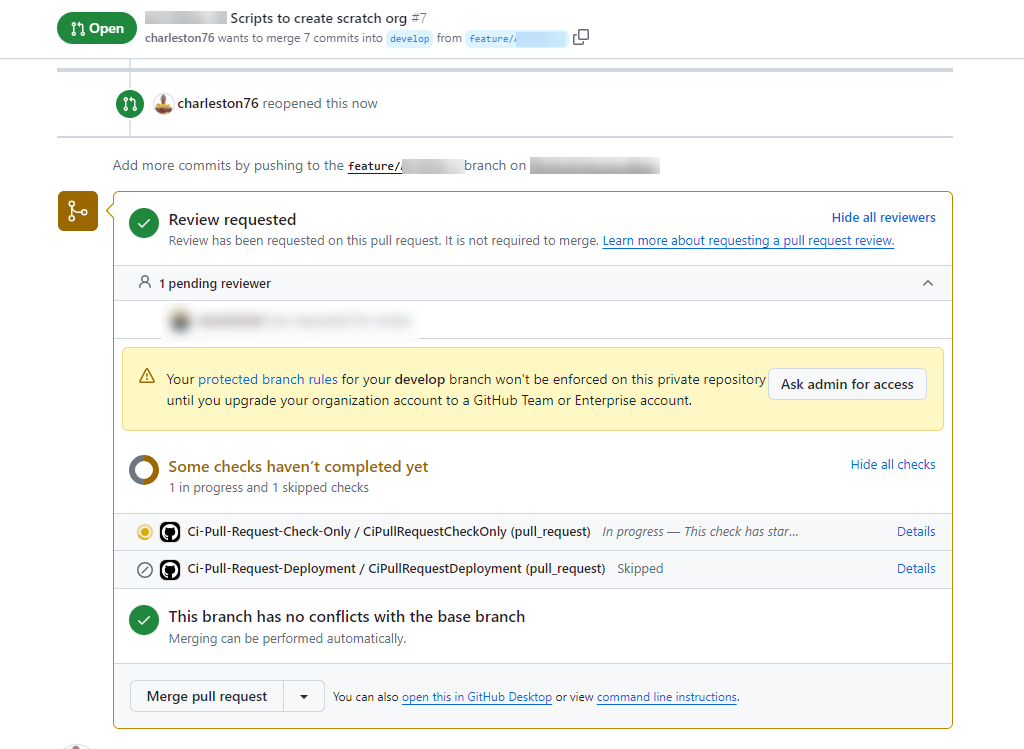 Open
Scripts to create scratch org #7
charleston76 wants to merge 7 commits into develop from feature/
charleston76 reopened this now
Add more commits by pushing to the feature/ branch on
Review requested
Hide all reviewers
Review has been requested on this pull request. It is not required to merge. Learn more about requesting a pull request review.
1 pending reviewer
Your protected branch rules for your develop branch won't be enforced on this private repository
until you upgrade your organization account to a GitHub Team or Enterprise account.
Ask admin for access
Some checks haven't completed yet
Hide all checks
1 in progress and 1 skipped checks
Ci-Pull-Request-Check-Only / CiPullRequestCheckOnly (pull_request) In progress — This check has star... Details
Ci-Pull-Request-Deployment / CiPullRequestDeployment (pull_request) Skipped Details
This branch has no conflicts with the base branch
Merging can be performed automatically.
Merge pull request
You can also open this in GitHub Desktop or view command line instructions.